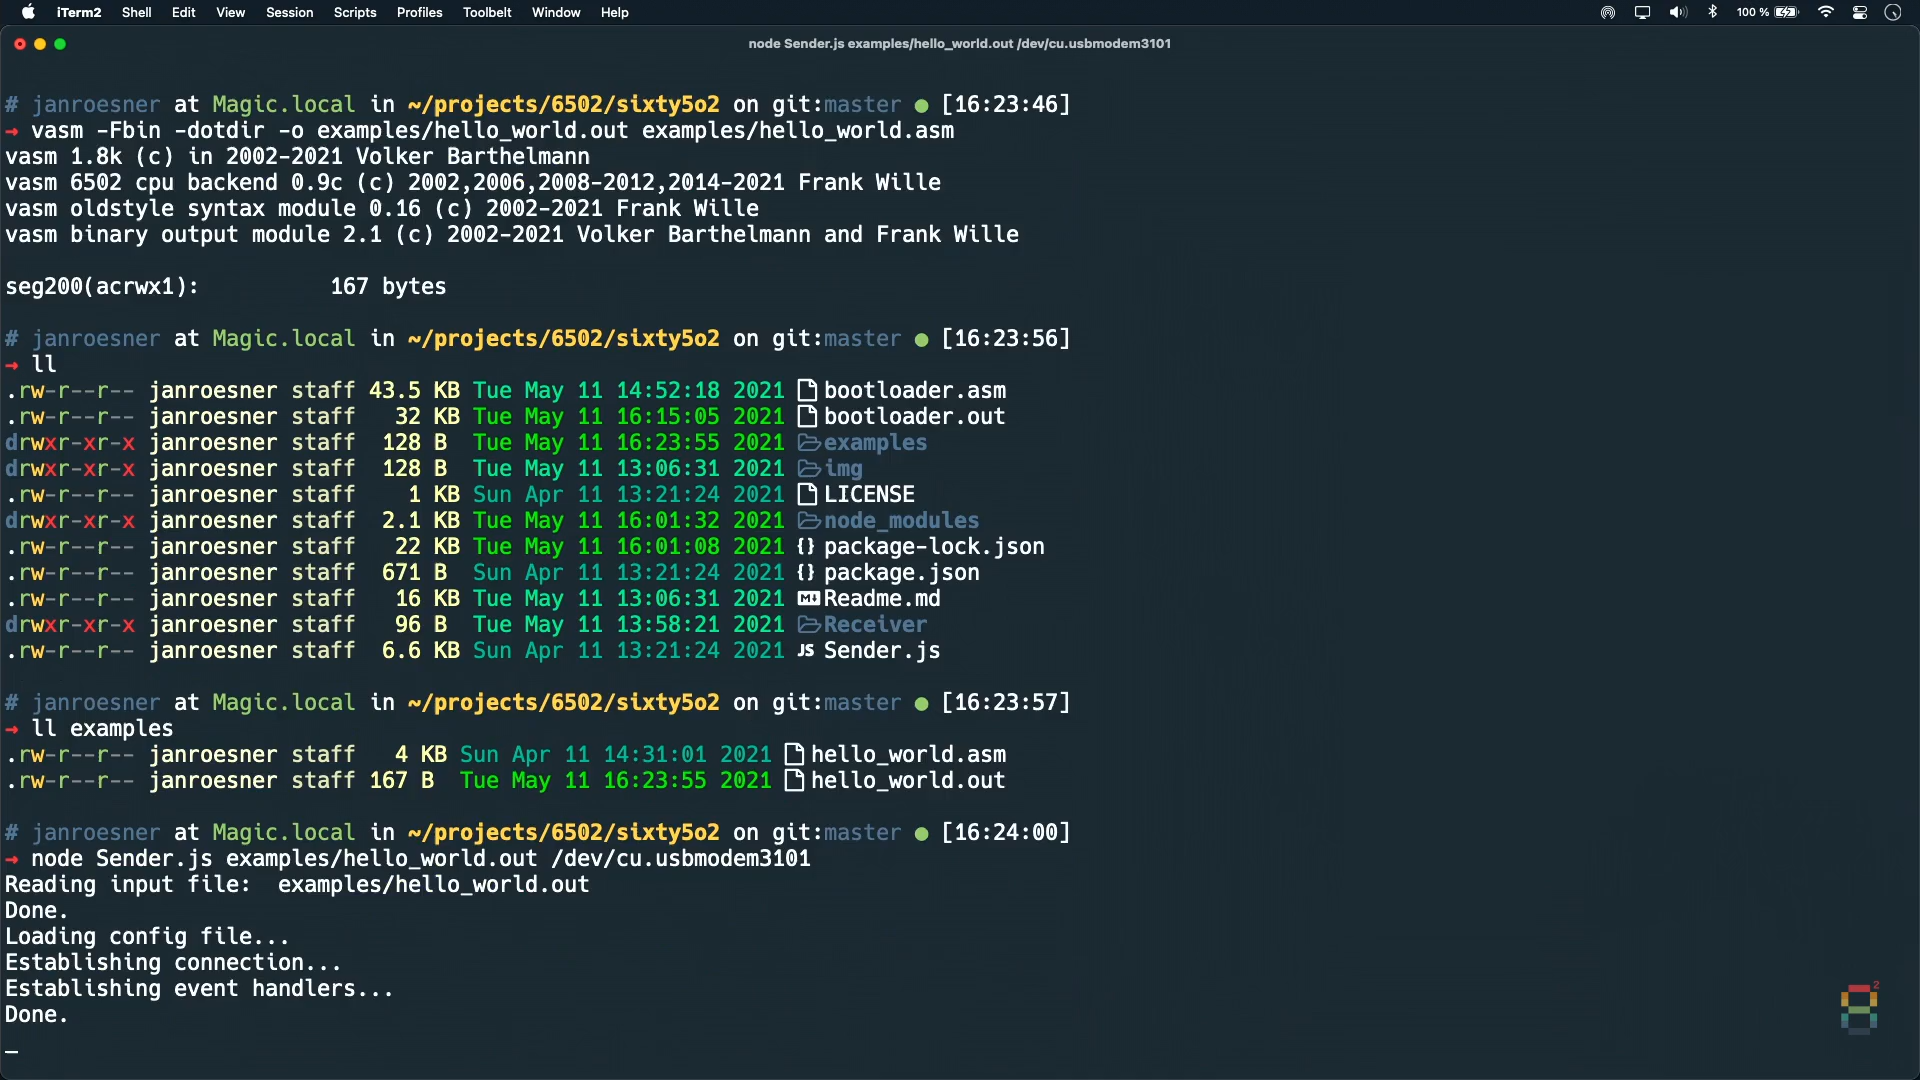 iTerm2 Shell Edit View Session Scripts Profiles Toolbelt Window Help 100 %
node Sender.js examples/hello_world.out /dev/cu.usbmodem3101
# janroesner at Magic.local in ~/projects/6502/sixty5o2 on git:master ● [16:23:46]
→ vasm -Fbin -dotdir -o examples/hello_world.out examples/hello_world.asm
vasm 1.8k (c) in 2002-2021 Volker Barthelmann
vasm 6502 cpu backend 0.9c (c) 2002,2006,2008-2012,2014-2021 Frank Wille
vasm oldstyle syntax module 0.16 (c) 2002-2021 Frank Wille
vasm binary output module 2.1 (c) 2002-2021 Volker Barthelmann and Frank Wille
seg200(acrwx1): 167 bytes
# janroesner at Magic.local in ~/projects/6502/sixty5o2 on git:master ● [16:23:56]
→ ll
.rw-r--r-- janroesner staff 43.5 KB Tue May 11 14:52:18 2021 bootloader.asm
.rw-r--r-- janroesner staff 32 KB Tue May 11 16:15:05 2021 bootloader.out
drwxr-xr-x janroesner staff 128 B Tue May 11 16:23:55 2021 examples
drwxr-xr-x janroesner staff 128 B Tue May 11 13:06:31 2021 img
.rw-r--r-- janroesner staff 1 KB Sun Apr 11 13:21:24 2021 LICENSE
drwxr-xr-x janroesner staff 2.1 KB Tue May 11 16:01:32 2021 node_modules
.rw-r--r-- janroesner staff 22 KB Tue May 11 16:01:08 2021 {} package-lock.json
.rw-r--r-- janroesner staff 671 B Sun Apr 11 13:21:24 2021 {} package.json
.rw-r--r-- janroesner staff 16 KB Tue May 11 13:06:31 2021 M↓ Readme.md
drwxr-xr-x janroesner staff 96 B Tue May 11 13:58:21 2021 Receiver
.rw-r--r-- janroesner staff 6.6 KB Sun Apr 11 13:21:24 2021 JS Sender.js
# janroesner at Magic.local in ~/projects/6502/sixty5o2 on git:master ● [16:23:57]
→ ll examples
.rw-r--r-- janroesner staff 4 KB Sun Apr 11 14:31:01 2021 hello_world.asm
.rw-r--r-- janroesner staff 167 B Tue May 11 16:23:55 2021 hello_world.out
# janroesner at Magic.local in ~/projects/6502/sixty5o2 on git:master ● [16:24:00]
→ node Sender.js examples/hello_world.out /dev/cu.usbmodem3101
Reading input file: examples/hello_world.out
Done.
Loading config file...
Establishing connection...
Establishing event handlers...
Done.
_
8²